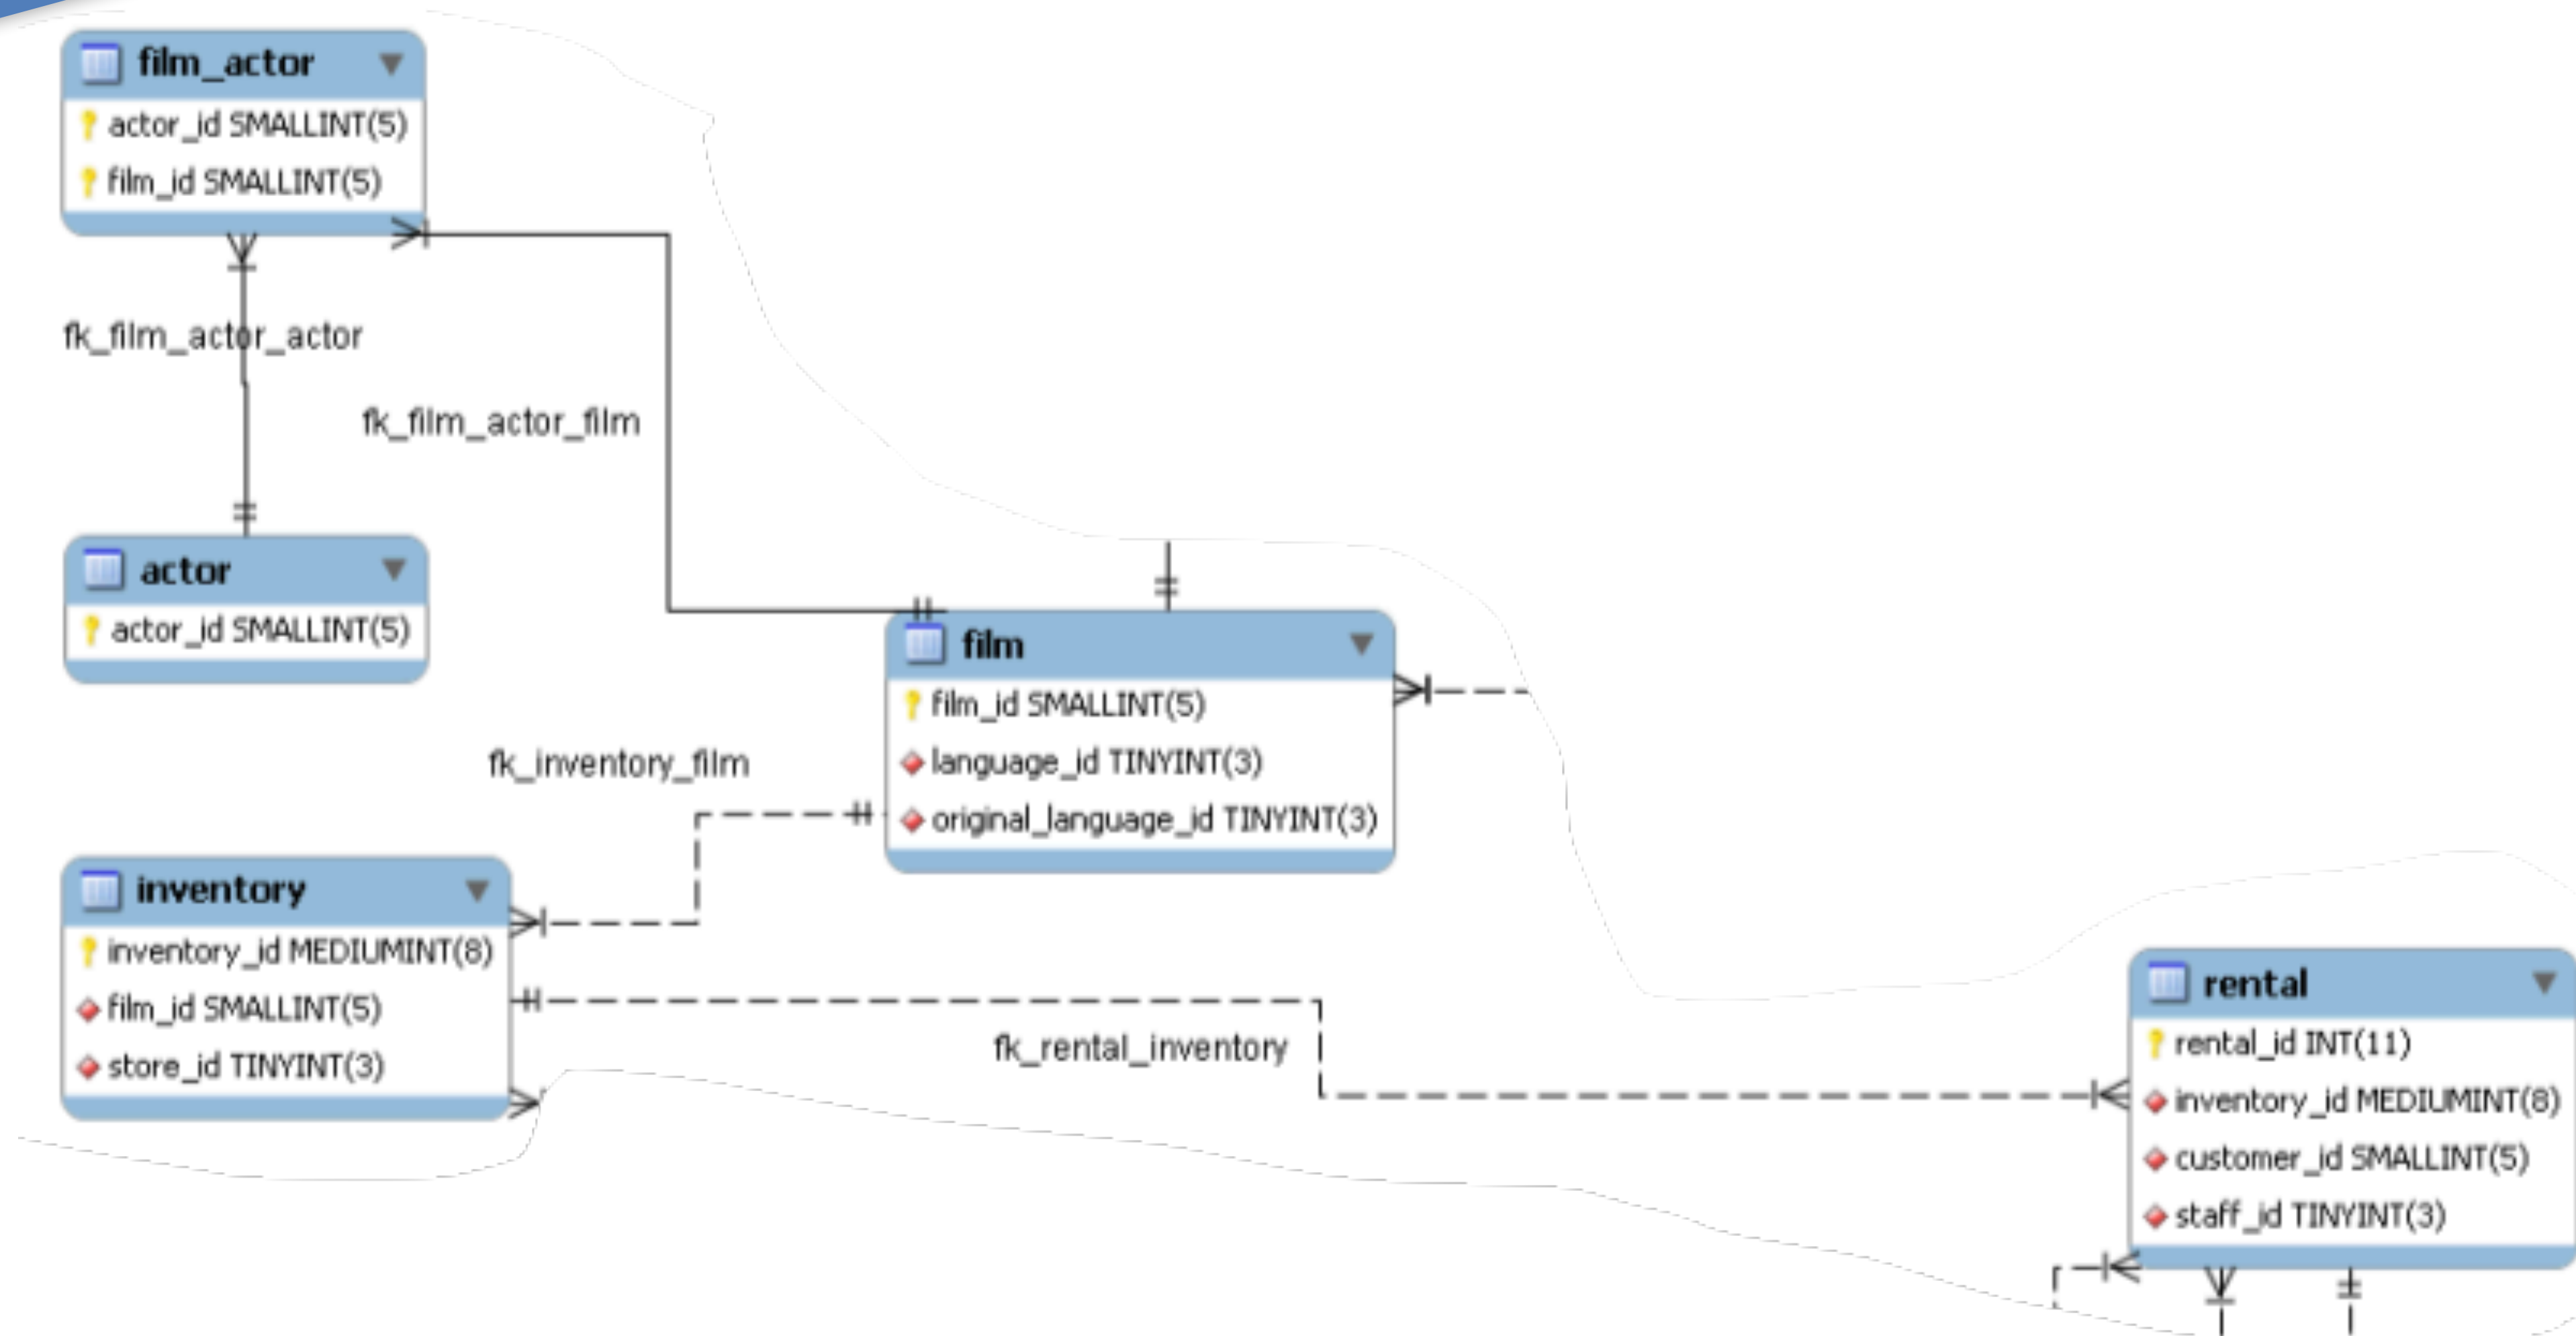 film_actor
actor_id SMALLINT(5)
film_id SMALLINT(5)
fk_film_actor_actor
fk_film_actor_film
actor
actor_id SMALLINT(5)
film
film_id SMALLINT(5)
language_id TINYINT(3)
original_language_id TINYINT(3)
fk_inventory_film
inventory
inventory_id MEDIUMINT(8)
film_id SMALLINT(5)
store_id TINYINT(3)
fk_rental_inventory
rental
rental_id INT(11)
inventory_id MEDIUMINT(8)
customer_id SMALLINT(5)
staff_id TINYINT(3)